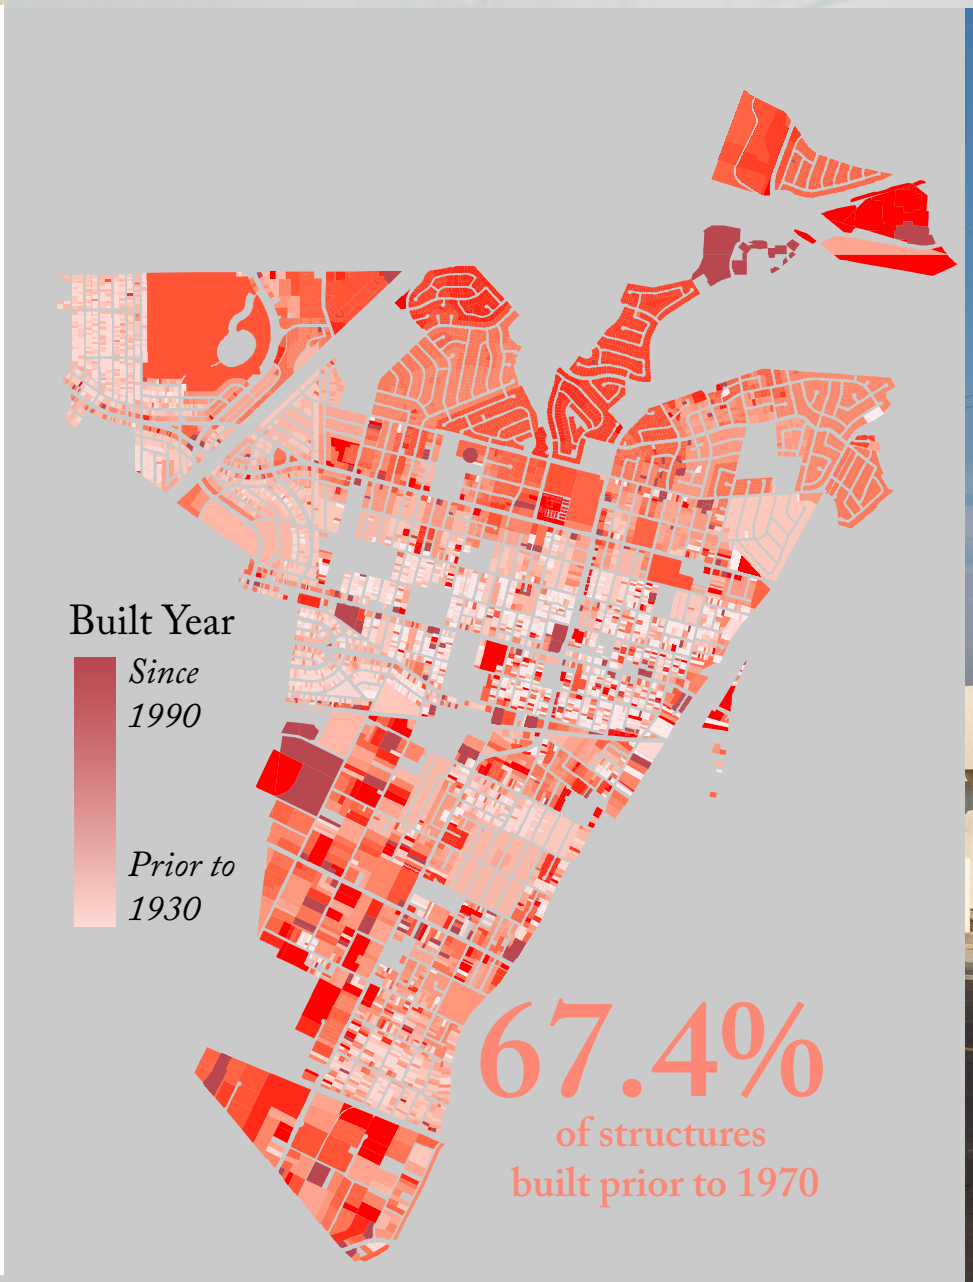 Built Year
Since
1990
Prior to
1930
67.4%
of structures
built prior to 1970